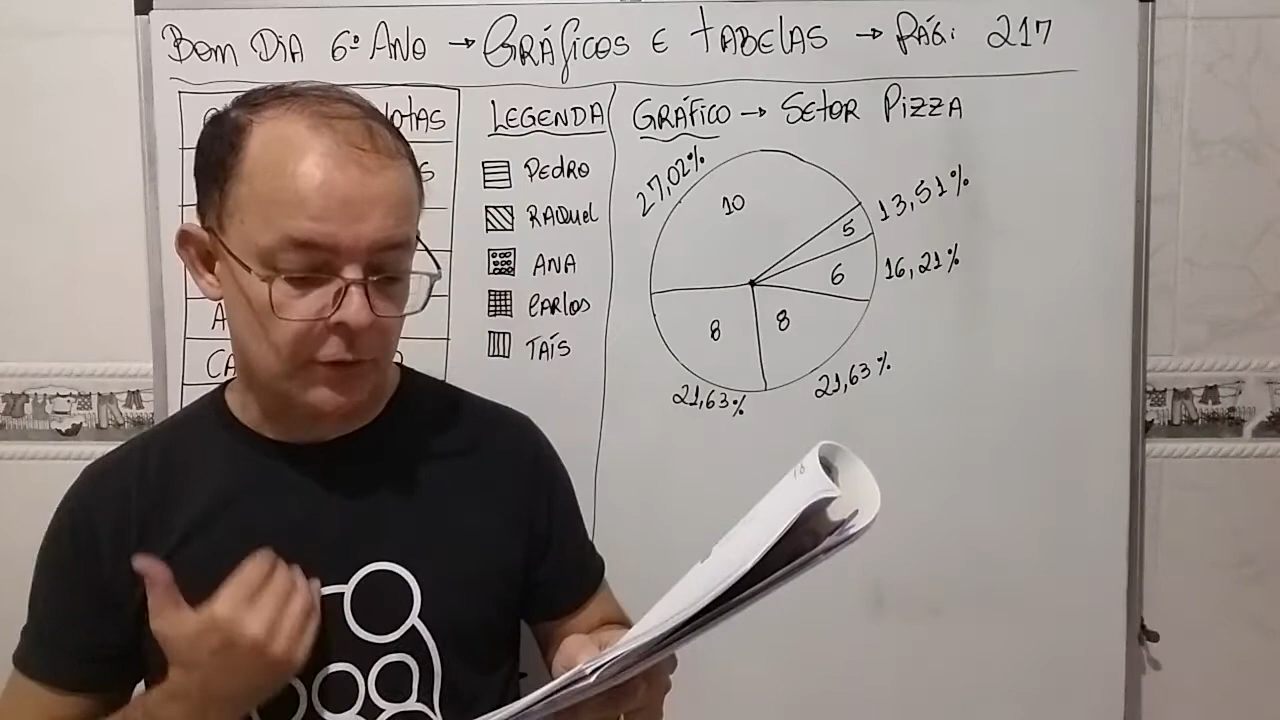 Bom Dia 6º Ano → Gráficos e tabelas → Pág: 217
LEGENDA
PEDRO
RAQUEL
ANA
CARLOS
TAÍS
GRÁFICO → SETOR PIZZA
27,02%
10
5
13,51%
6
16,21%
8
8
21,63%
21,63%
CA